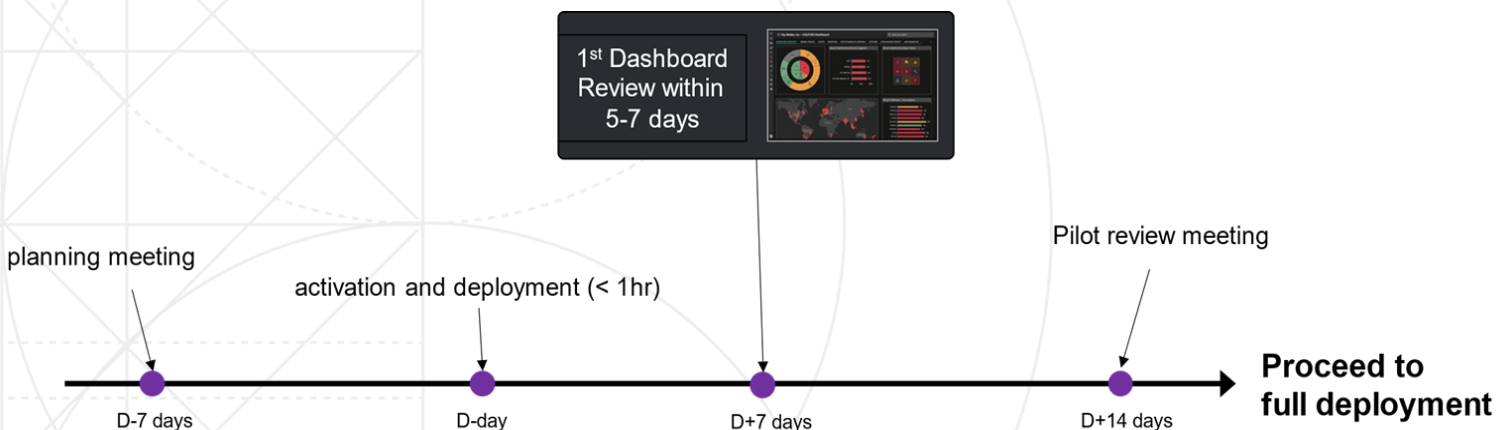 1st Dashboard
Review within
5-7 days
planning meeting
activation and deployment (< 1hr)
Pilot review meeting
Proceed to
full deployment
D-7 days
D-day
D+7 days
D+14 days